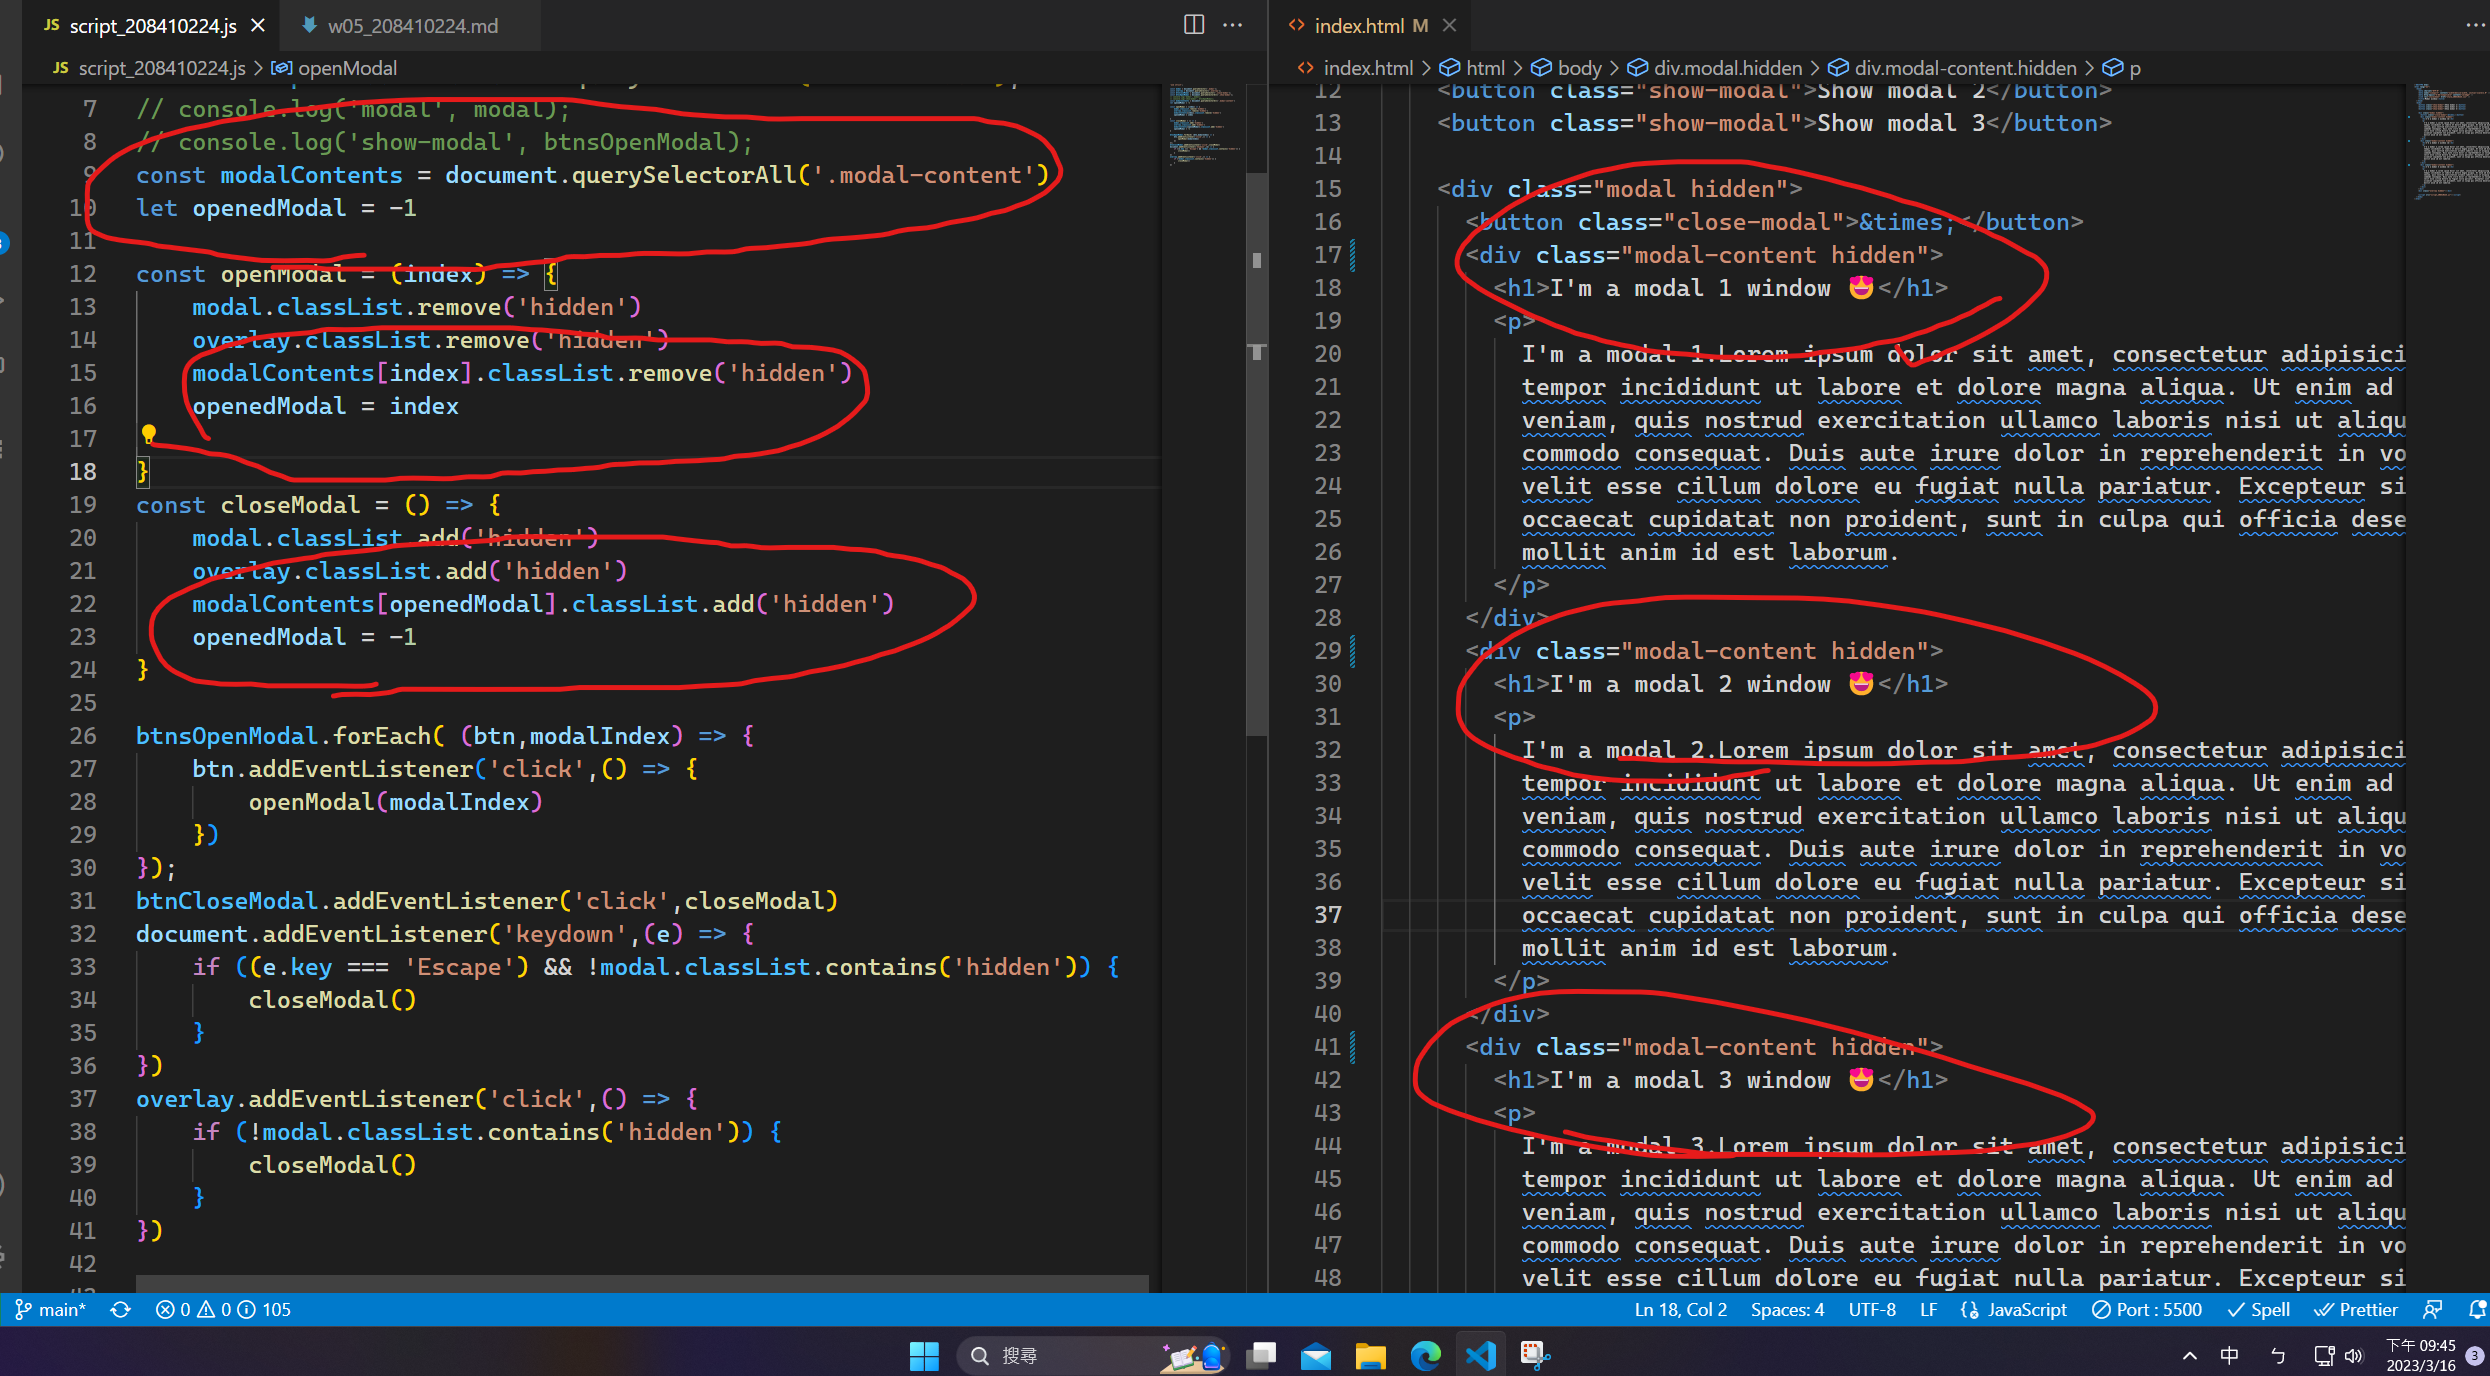 JS script_208410224.js
w05_208410224.md
JS script_208410224.js > openModal
7 // console.log('modal', modal);
8 // console.log('show-modal', btnsOpenModal);
9 const modalContents = document.querySelectorAll('.modal-content')
10 let openedModal = -1
11
12 const openModal = (index) => {
13 modal.classList.remove('hidden')
14 overlay.classList.remove('hidden')
15 modalContents[index].classList.remove('hidden')
16 openedModal = index
17
18 }
19 const closeModal = () => {
20 modal.classList.add('hidden')
21 overlay.classList.add('hidden')
22 modalContents[openedModal].classList.add('hidden')
23 openedModal = -1
24 }
25
26 btnsOpenModal.forEach( (btn,modalIndex) => {
27 btn.addEventListener('click',() => {
28 openModal(modalIndex)
29 })
30 });
31 btnCloseModal.addEventListener('click',closeModal)
32 document.addEventListener('keydown',(e) => {
33 if ((e.key === 'Escape') && !modal.classList.contains('hidden')) {
34 closeModal()
35 }
36 })
37 overlay.addEventListener('click',() => {
38 if (!modal.classList.contains('hidden')) {
39 closeModal()
40 }
41 })
42
index.html M
index.html > html > body > div.modal.hidden > div.modal-content.hidden > p
12 <button class="show-modal">Show modal 2</button>
13 <button class="show-modal">Show modal 3</button>
14
15 <div class="modal hidden">
16 <button class="close-modal">&times;</button>
17 <div class="modal-content hidden">
18 <h1>I'm a modal 1 window 😍</h1>
19 <p>
20 I'm a modal 1.Lorem ipsum dolor sit amet, consectetur adipisici
21 tempor incididunt ut labore et dolore magna aliqua. Ut enim ad
22 veniam, quis nostrud exercitation ullamco laboris nisi ut aliqu
23 commodo consequat. Duis aute irure dolor in reprehenderit in vo
24 velit esse cillum dolore eu fugiat nulla pariatur. Excepteur si
25 occaecat cupidatat non proident, sunt in culpa qui officia dese
26 mollit anim id est laborum.
27 </p>
28 </div>
29 <div class="modal-content hidden">
30 <h1>I'm a modal 2 window 😍</h1>
31 <p>
32 I'm a modal 2.Lorem ipsum dolor sit amet, consectetur adipisici
33 tempor incididunt ut labore et dolore magna aliqua. Ut enim ad
34 veniam, quis nostrud exercitation ullamco laboris nisi ut aliqu
35 commodo consequat. Duis aute irure dolor in reprehenderit in vo
36 velit esse cillum dolore eu fugiat nulla pariatur. Excepteur si
37 occaecat cupidatat non proident, sunt in culpa qui officia dese
38 mollit anim id est laborum.
39 </p>
40 </div>
41 <div class="modal-content hidden">
42 <h1>I'm a modal 3 window 😍</h1>
43 <p>
44 I'm a modal 3.Lorem ipsum dolor sit amet, consectetur adipisici
45 tempor incididunt ut labore et dolore magna aliqua. Ut enim ad
46 veniam, quis nostrud exercitation ullamco laboris nisi ut aliqu
47 commodo consequat. Duis aute irure dolor in reprehenderit in vo
48 velit esse cillum dolore eu fugiat nulla pariatur. Excepteur si
main* 0 0 105 Ln 18, Col 2 Spaces: 4 UTF-8 LF JavaScript Port : 5500 Spell Prettier
搜尋
中 ㄅ 下午 09:45
2023/3/16 3